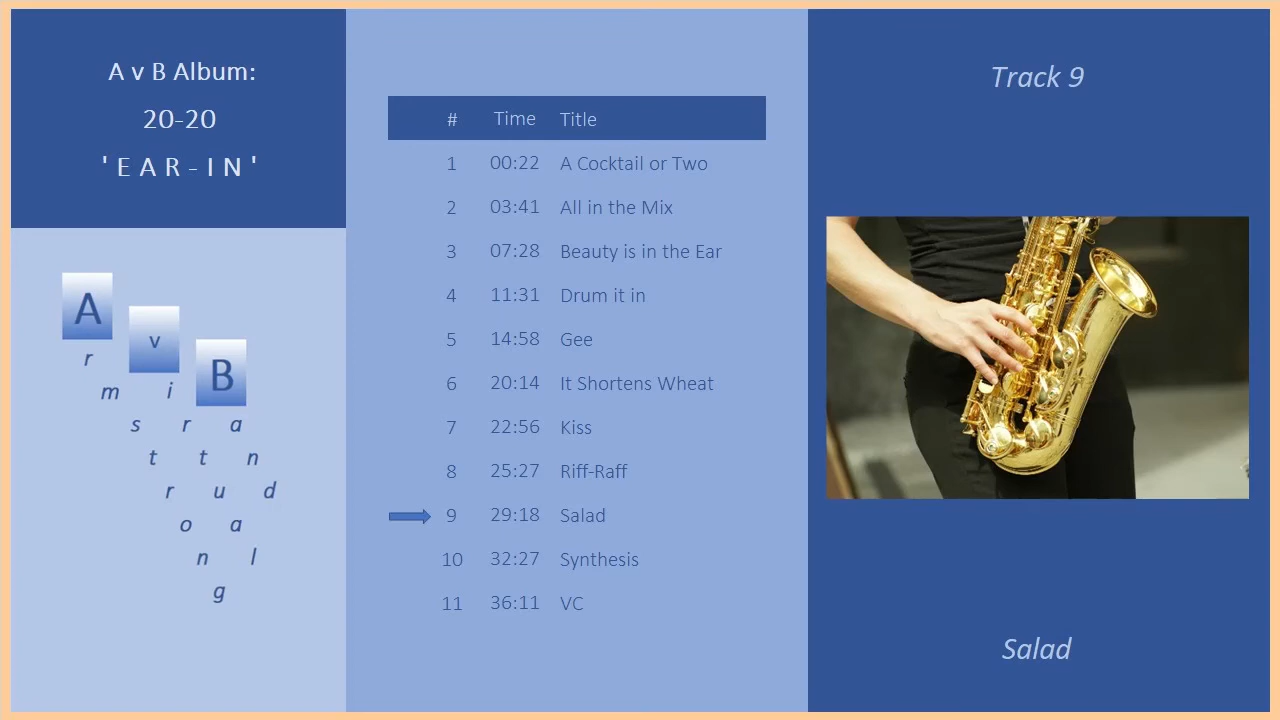 A v B Album:
20-20
' E A R - I N '
A
v
B
r
m i
s r a
t t n
r u d
o a
n l
g
# Time Title
1 00:22 A Cocktail or Two
2 03:41 All in the Mix
3 07:28 Beauty is in the Ear
4 11:31 Drum it in
5 14:58 Gee
6 20:14 It Shortens Wheat
7 22:56 Kiss
8 25:27 Riff-Raff
9 29:18 Salad
10 32:27 Synthesis
11 36:11 VC
Track 9
Salad